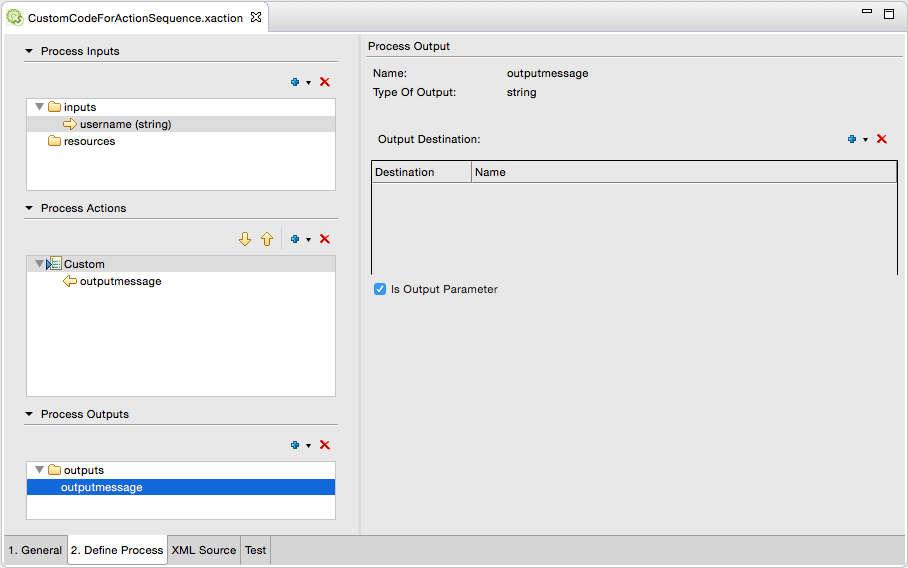 CustomCodeForActionSequence.xaction
Process Inputs
inputs
username (string)
resources
Process Actions
Custom
outputmessage
Process Outputs
outputs
outputmessage
Process Output
Name: outputmessage
Type Of Output: string
Output Destination:
Destination Name
Is Output Parameter
1. General 2. Define Process XML Source Test